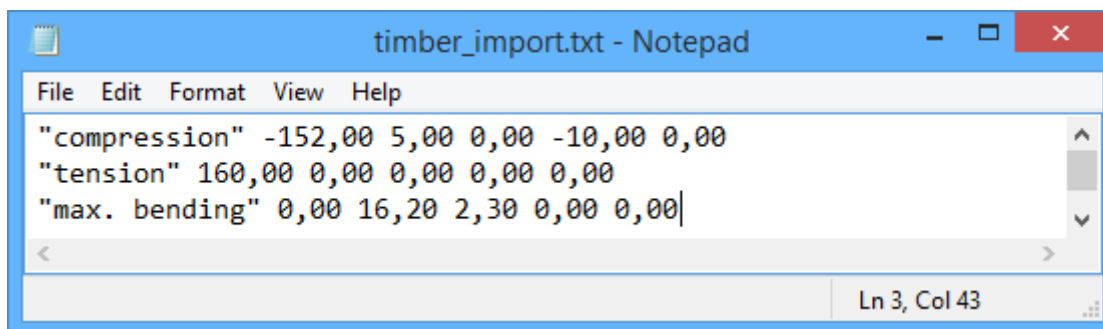 timber_import.txt - Notepad
File Edit Format View Help
"compression" -152,00 5,00 0,00 -10,00 0,00
"tension" 160,00 0,00 0,00 0,00 0,00
"max. bending" 0,00 16,20 2,30 0,00 0,00
Ln 3, Col 43